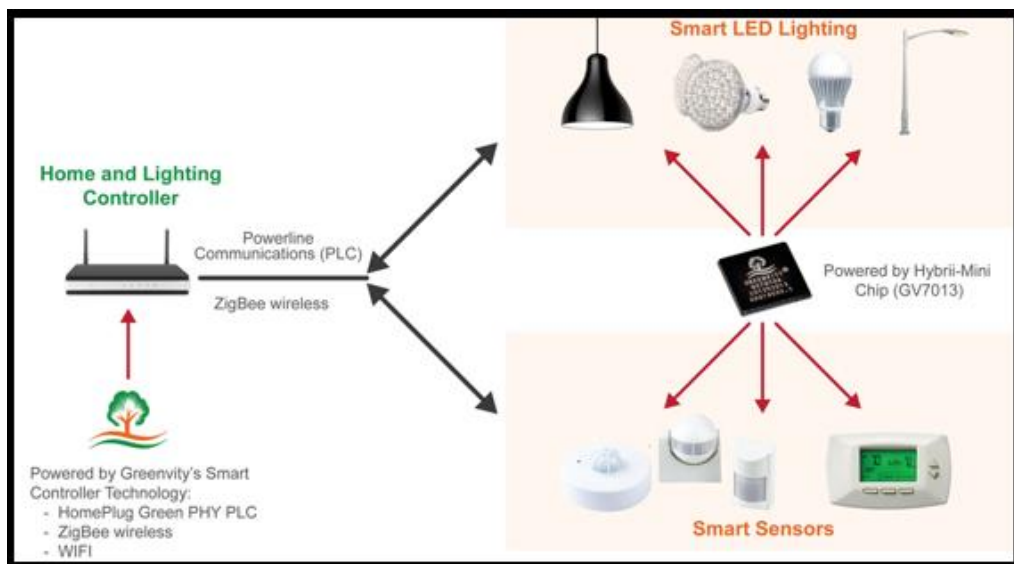 Smart LED Lighting
Home and Lighting
Controller
Powerline
Communications (PLC)
ZigBee wireless
Powered by Hybrii-Mini
Chip (GV7013)
Powered by Greenvity's Smart
Controller Technology:
- HomePlug Green PHY PLC
- ZigBee wireless
- WIFI
Smart Sensors